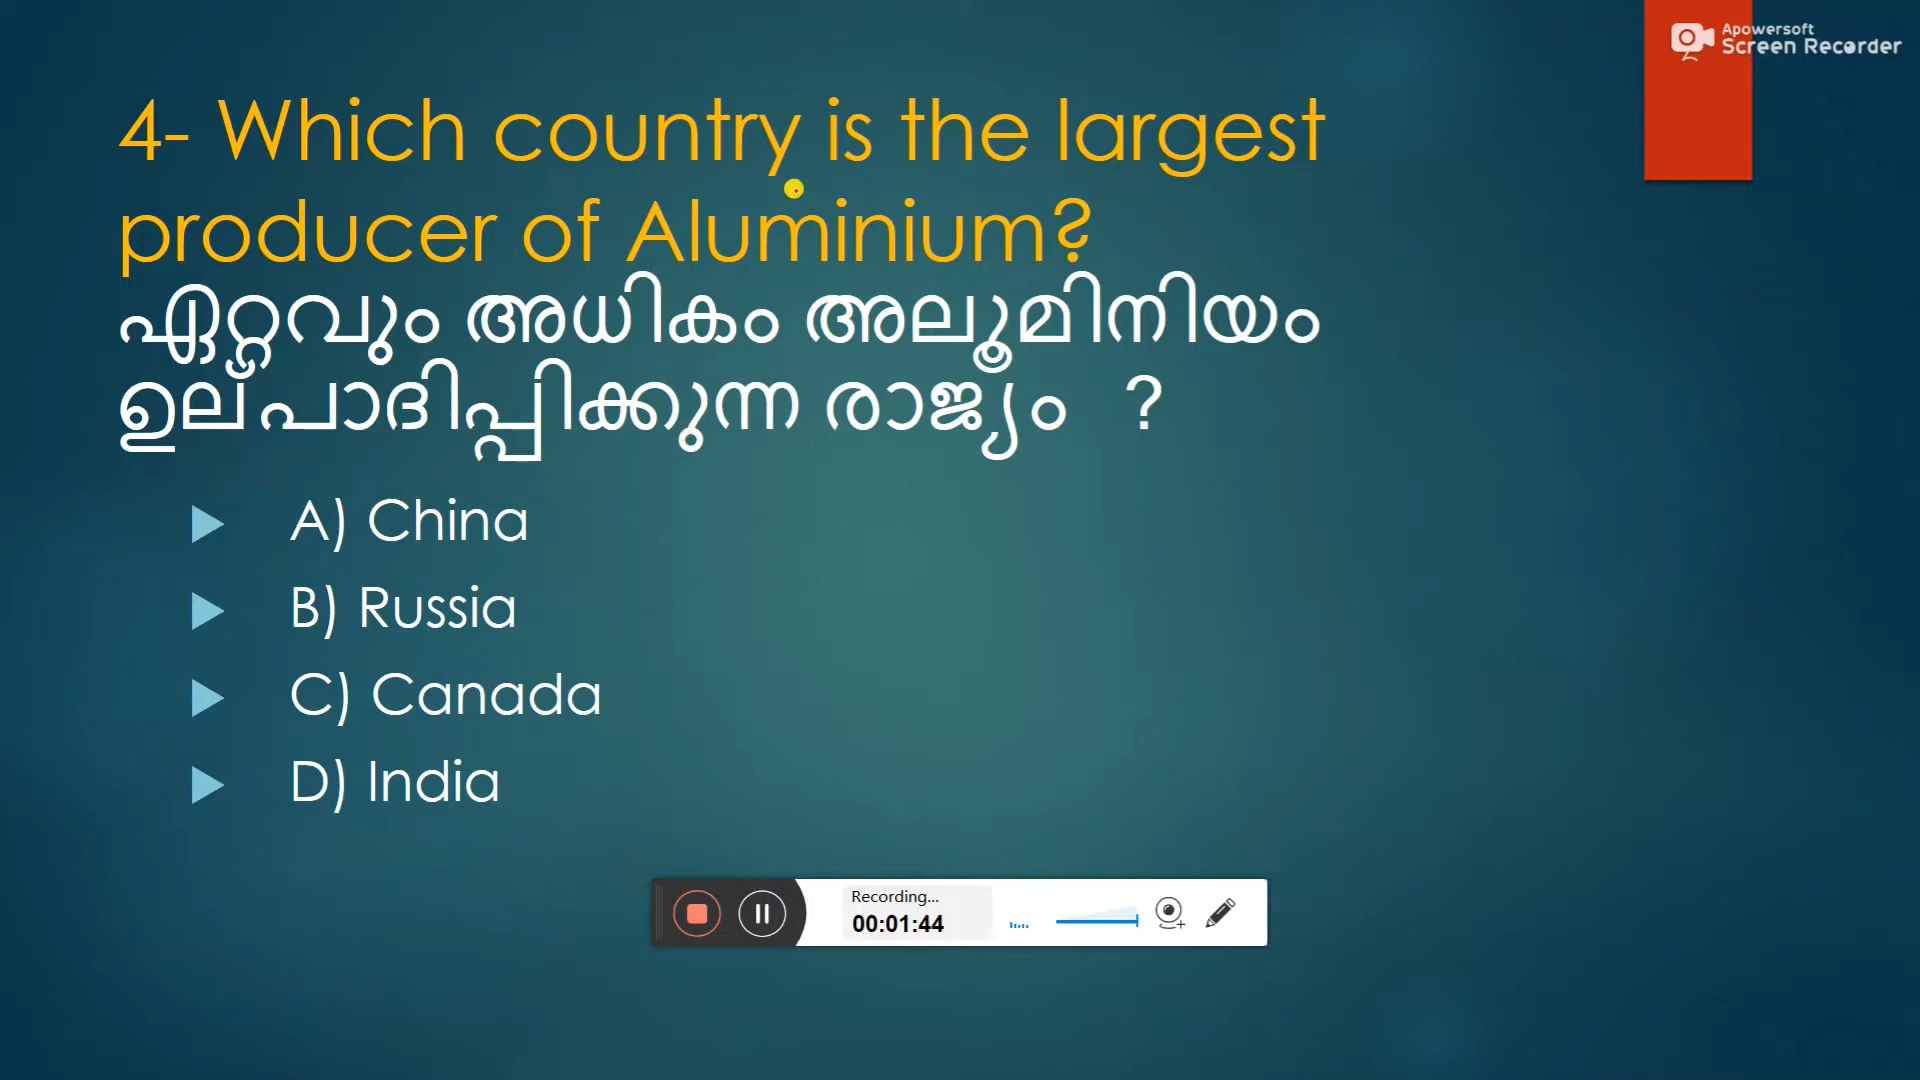 Apowersoft
Screen Recorder
4- Which country is the largest
producer of Aluminium?
ഏറ്റവും അധികം അലൂമിനിയം
ഉല്പാദിപ്പിക്കുന്ന രാജ്യം ?
A) China
B) Russia
C) Canada
D) India
Recording...
00:01:44